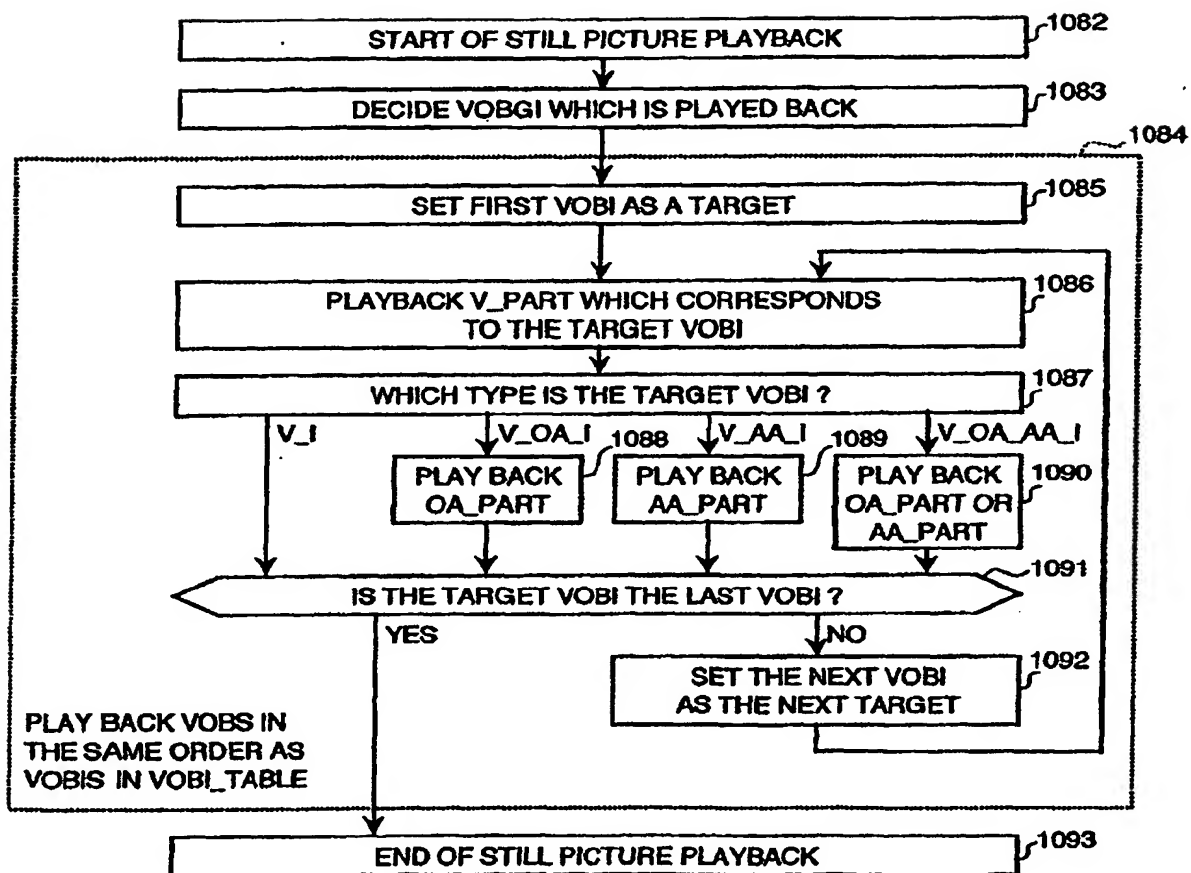 START OF STILL PICTURE PLAYBACK
1082
DECIDE VOBGI WHICH IS PLAYED BACK
1083
1084
SET FIRST VOBI AS A TARGET
1085
PLAYBACK V_PART WHICH CORRESPONDS
TO THE TARGET VOBI
1086
WHICH TYPE IS THE TARGET VOBI ?
1087
V_I
V_OA_I
1088
V_AA_I
1089
V_OA_AA_I
PLAY BACK
OA_PART
PLAY BACK
AA_PART
PLAY BACK
OA_PART OR
AA_PART
1090
IS THE TARGET VOBI THE LAST VOBI ?
1091
YES
NO
SET THE NEXT VOBI
AS THE NEXT TARGET
1092
PLAY BACK VOBS IN
THE SAME ORDER AS
VOBIS IN VOBI_TABLE
END OF STILL PICTURE PLAYBACK
1093